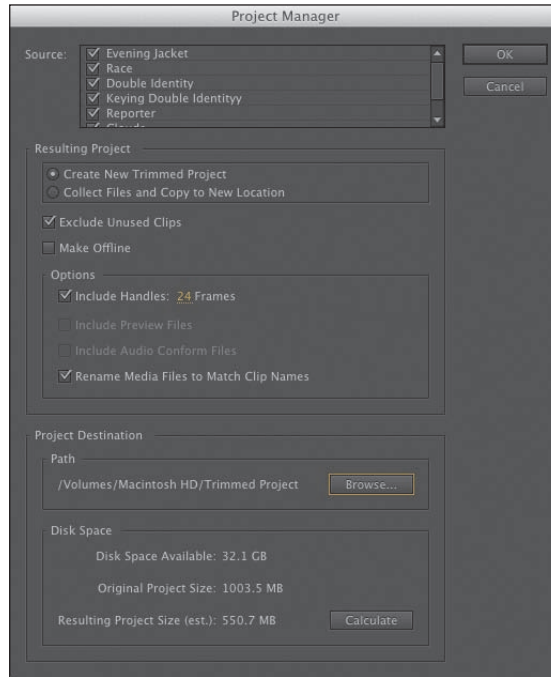 Project Manager
Source:
Evening Jacket
Race
Double Identity
Keying Double Identityy
Reporter
Clouds
OK
Cancel
Resulting Project
Create New Trimmed Project
Collect Files and Copy to New Location
Exclude Unused Clips
Make Offline
Options
Include Handles: 24 Frames
Include Preview Files
Include Audio Conform Files
Rename Media Files to Match Clip Names
Project Destination
Path
/Volumes/Macintosh HD/Trimmed Project
Browse...
Disk Space
Disk Space Available: 32.1 GB
Original Project Size: 1003.5 MB
Resulting Project Size (est.): 550.7 MB
Calculate